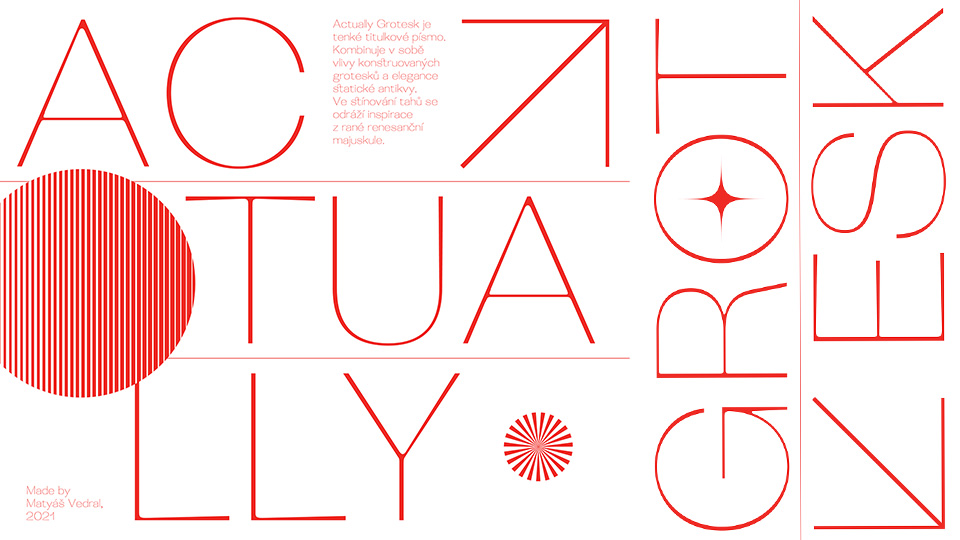 AC
Actually Grotesk je
tenké titulkové písmo.
Kombinuje v sobě
vlivy konstruovaných
grotesků a elegance
statické antikvy.
Ve stínování tahů se
odráží inspirace
z rané renesanční
majuskule.
TUA
LLY
Made by
Matyáš Vedral,
2021
GROT
ESK